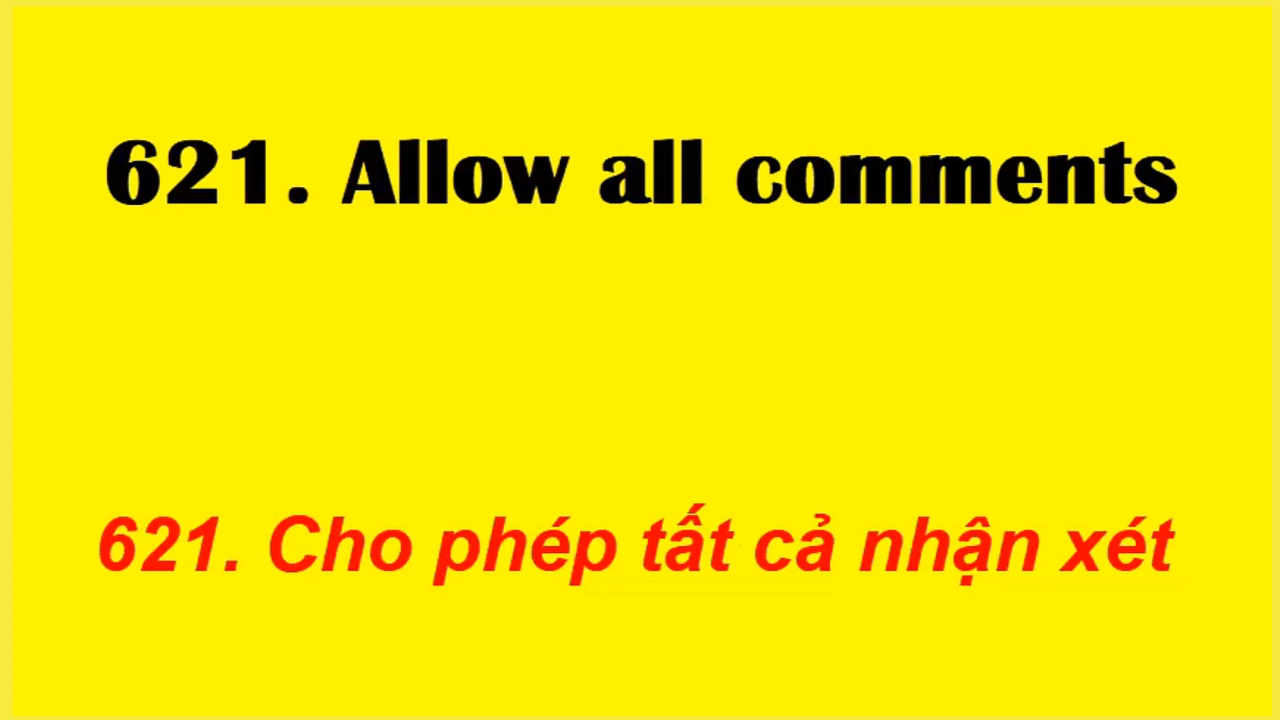 621. Allow all comments
621. Cho phép tất cả nhận xét